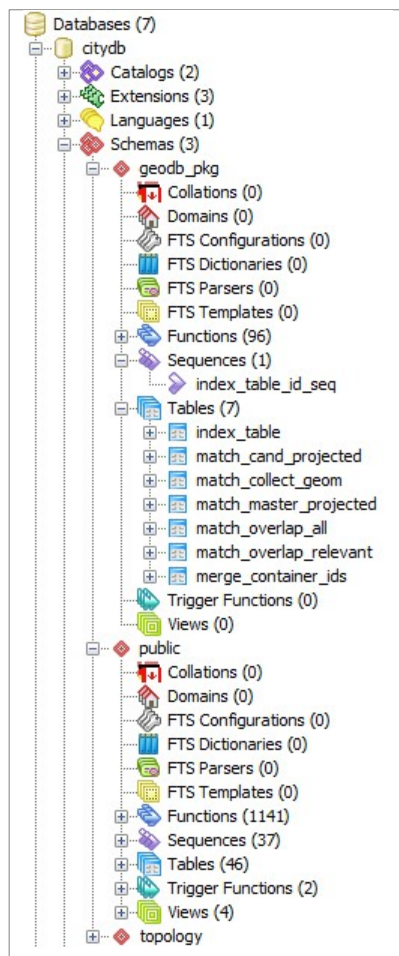 Databases (7)
citydb
Catalogs (2)
Extensions (3)
Languages (1)
Schemas (3)
geodb_pkg
Collations (0)
Domains (0)
FTS Configurations (0)
FTS Dictionaries (0)
FTS Parsers (0)
FTS Templates (0)
Functions (96)
Sequences (1)
index_table_id_seq
Tables (7)
index_table
match_cand_projected
match_collect_geom
match_master_projected
match_overlap_all
match_overlap_relevant
merge_container_ids
Trigger Functions (0)
Views (0)
public
Collations (0)
Domains (0)
FTS Configurations (0)
FTS Dictionaries (0)
FTS Parsers (0)
FTS Templates (0)
Functions (1141)
Sequences (37)
Tables (46)
Trigger Functions (2)
Views (4)
topology